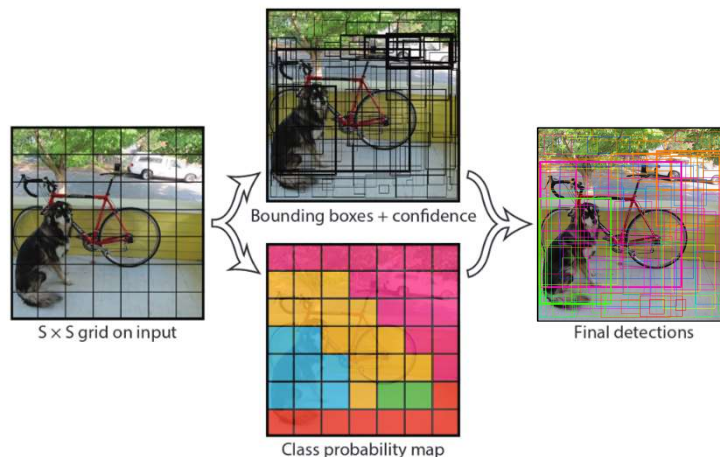 Bounding boxes + confidence
S × S grid on input
Final detections
Class probability map